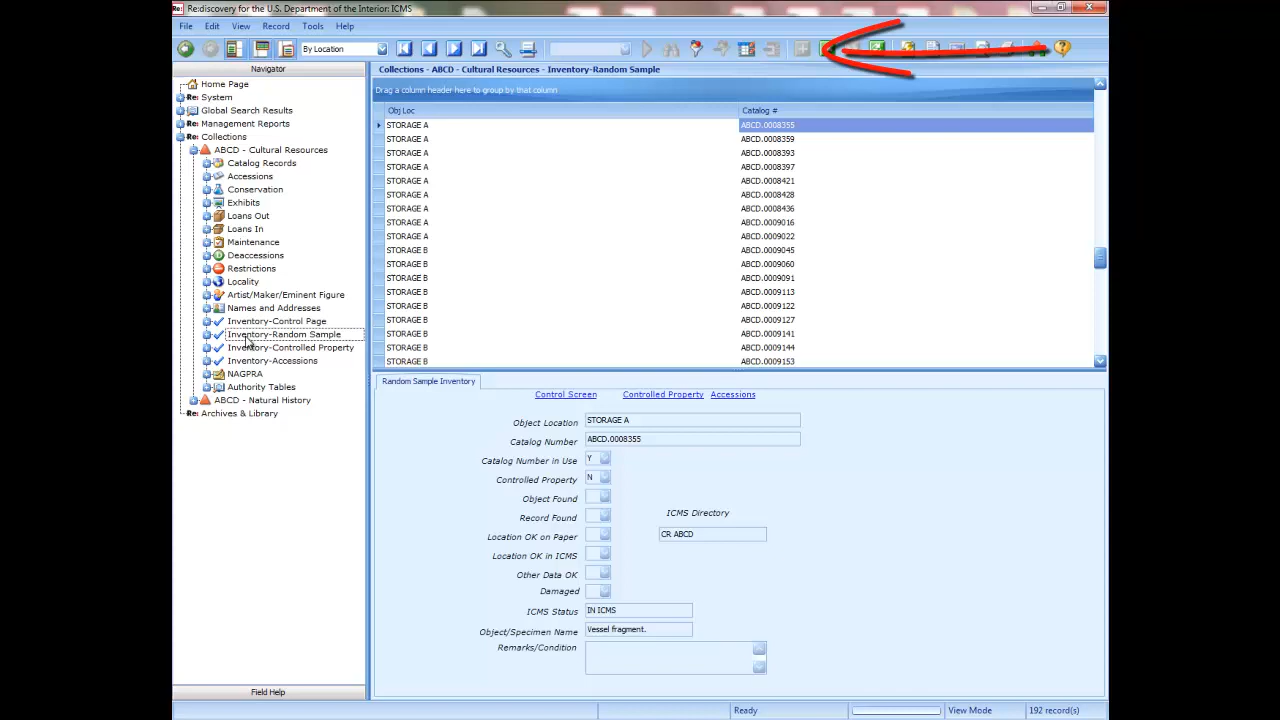 Re:discovery for the U.S. Department of the Interior: ICMS
File Edit View Record Tools Help
By Location
Navigator
Home Page
Re: System
Global Search Results
Re: Management Reports
Re: Collections
ABCD - Cultural Resources
Catalog Records
Accessions
Conservation
Exhibits
Loans Out
Loans In
Maintenance
Deaccessions
Restrictions
Locality
Artist/Maker/Eminent Figure
Names and Addresses
Inventory-Control Page
Inventory-Random Sample
Inventory-Controlled Property
Inventory-Accessions
NAGPRA
Authority Tables
ABCD - Natural History
Re: Archives & Library
Field Help
Collections - ABCD - Cultural Resources - Inventory-Random Sample
Drag a column header here to group by that column
Obj Loc Catalog #
STORAGE A ABCD.0008355
STORAGE A ABCD.0008359
STORAGE A ABCD.0008393
STORAGE A ABCD.0008397
STORAGE A ABCD.0008421
STORAGE A ABCD.0008428
STORAGE A ABCD.0008436
STORAGE A ABCD.0009016
STORAGE A ABCD.0009022
STORAGE B ABCD.0009045
STORAGE B ABCD.0009060
STORAGE B ABCD.0009091
STORAGE B ABCD.0009113
STORAGE B ABCD.0009122
STORAGE B ABCD.0009127
STORAGE B ABCD.0009141
STORAGE B ABCD.0009144
STORAGE B ABCD.0009153
Random Sample Inventory
Control Screen Controlled Property Accessions
Object Location STORAGE A
Catalog Number ABCD.0008355
Catalog Number in Use Y
Controlled Property N
Object Found
Record Found ICMS Directory
Location OK on Paper CR ABCD
Location OK in ICMS
Other Data OK
Damaged
ICMS Status IN ICMS
Object/Specimen Name Vessel fragment.
Remarks/Condition
Ready View Mode 192 record(s)